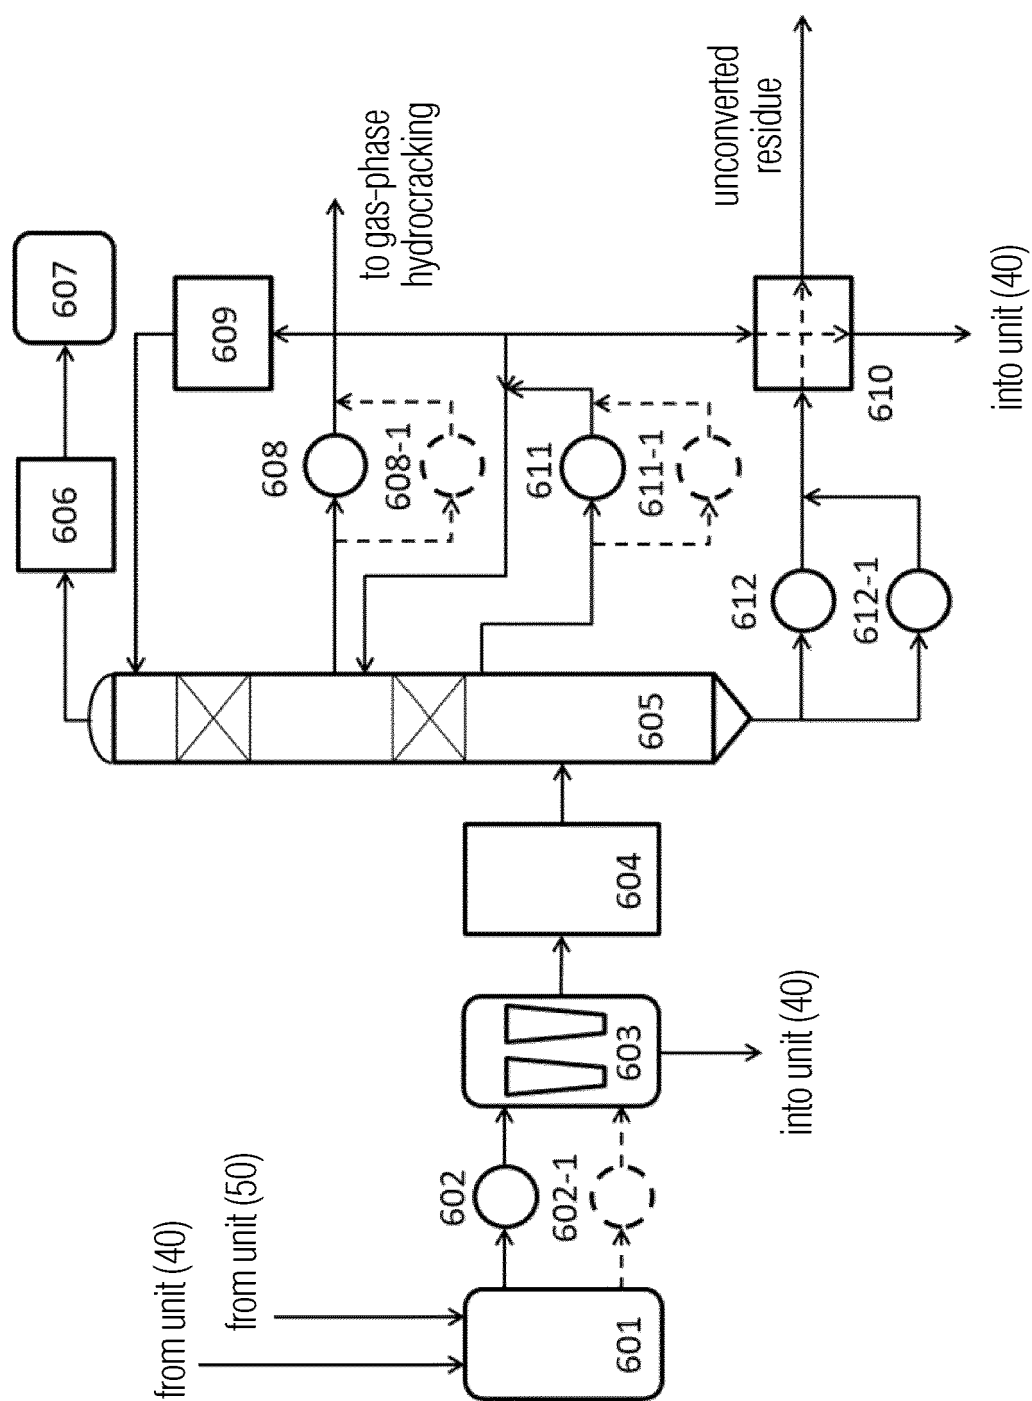 from unit (40)
from unit (50)
601
602
602-1
603
into unit (40)
604
605
606
607
608
608-1
609
to gas-phase
hydrocracking
611
611-1
612
612-1
610
unconverted
residue
into unit (40)